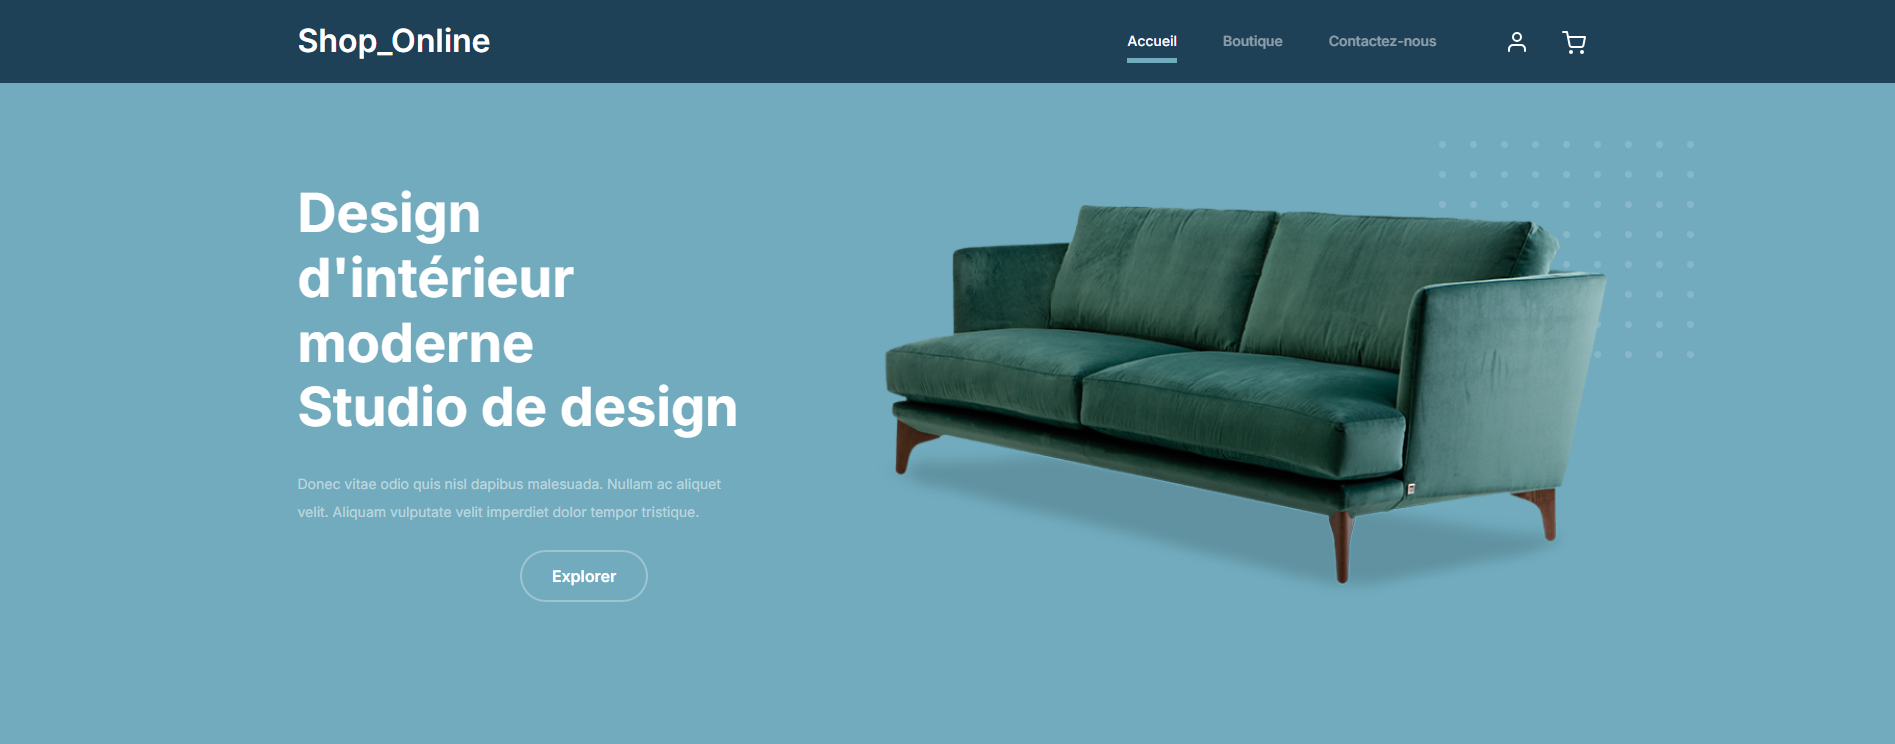 Shop_Online
Accueil
Boutique
Contactez-nous
Design
d'intérieur
moderne
Studio de design
Donec vitae odio quis nisl dapibus malesuada. Nullam ac aliquet
velit. Aliquam vulputate velit imperdiet dolor tempor tristique.
Explorer